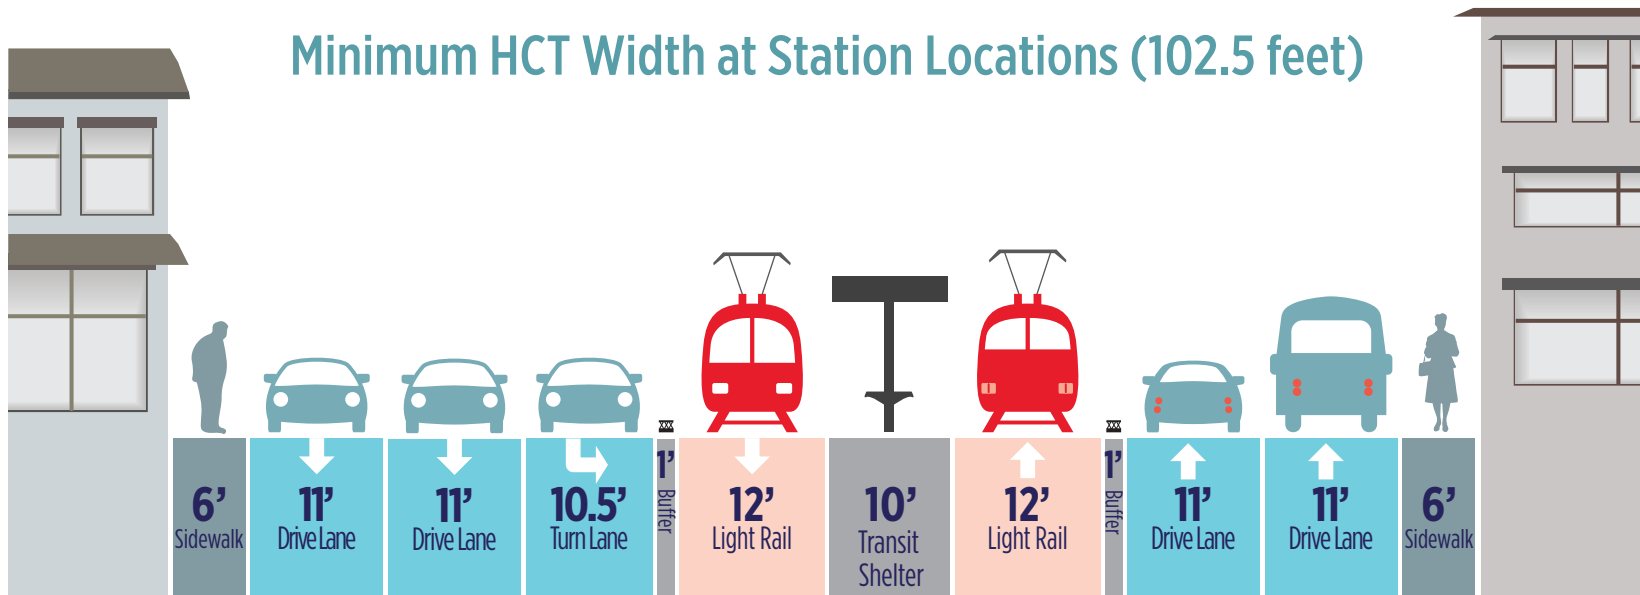 Minimum HCT Width at Station Locations (102.5 feet)
6’
Sidewalk
11’
Drive Lane
11’
Drive Lane
10.5’
Turn Lane
1’
Buffer
12’
Light Rail
10’
Transit
Shelter
12’
Light Rail
1’
Buffer
11’
Drive Lane
11’
Drive Lane
6’
Sidewalk